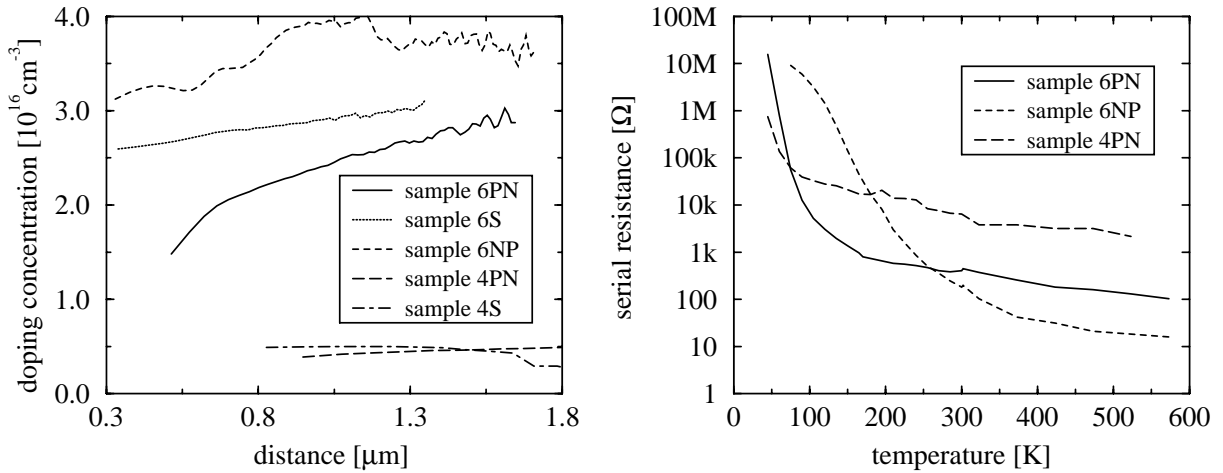 4.0
3.0
2.0
1.0
0.0
doping concentration [10^16 cm^-3]
0.3 0.8 1.3 1.8
distance [μm]
sample 6PN
sample 6S
sample 6NP
sample 4PN
sample 4S
100M
10M
1M
100k
10k
1k
100
10
1
serial resistance [Ω]
0 100 200 300 400 500 600
temperature [K]
sample 6PN
sample 6NP
sample 4PN